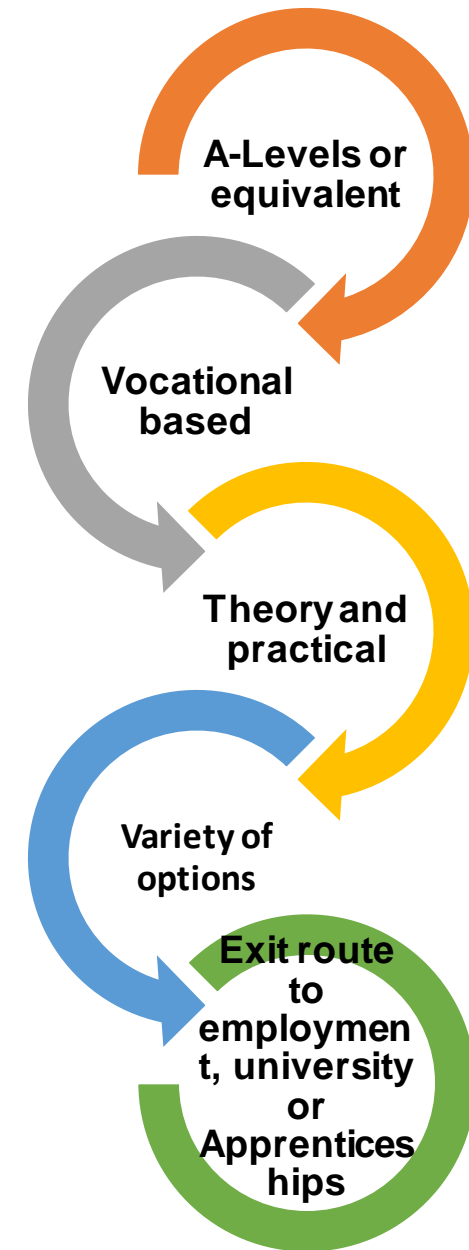 A-Levels or
equivalent
Vocational
based
Theory and
practical
Variety of
options
Exit route
to
employmen
t, university
or
Apprentices
hips